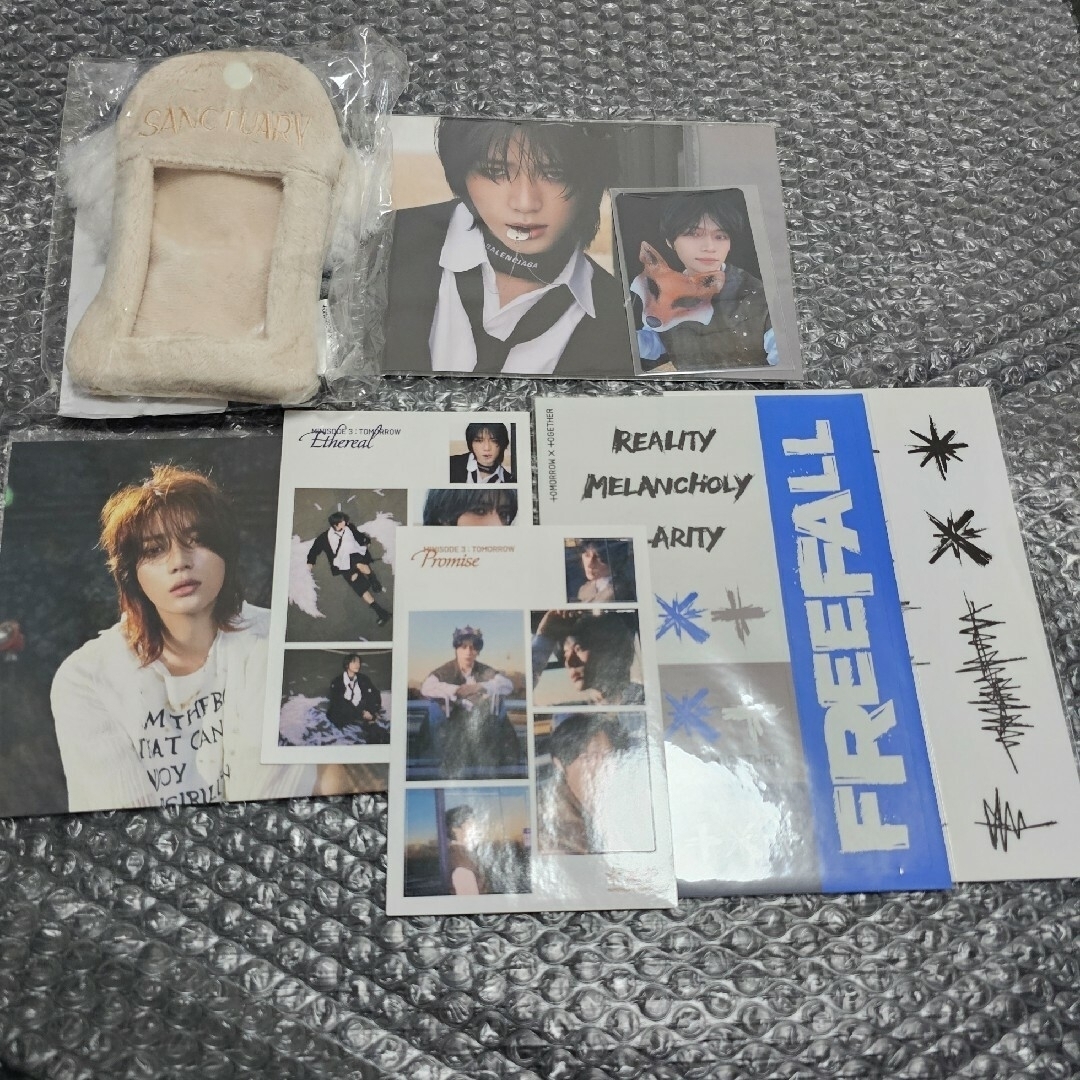 SANCTUARY
BALENCIAGA
MINISODE 3 : TOMORROW
Ethereal
MINISODE 3 : TOMORROW
Promise
TOMORROW X TOGETHER
REALITY
MELANCHOLY
ARITY
FREEFALL